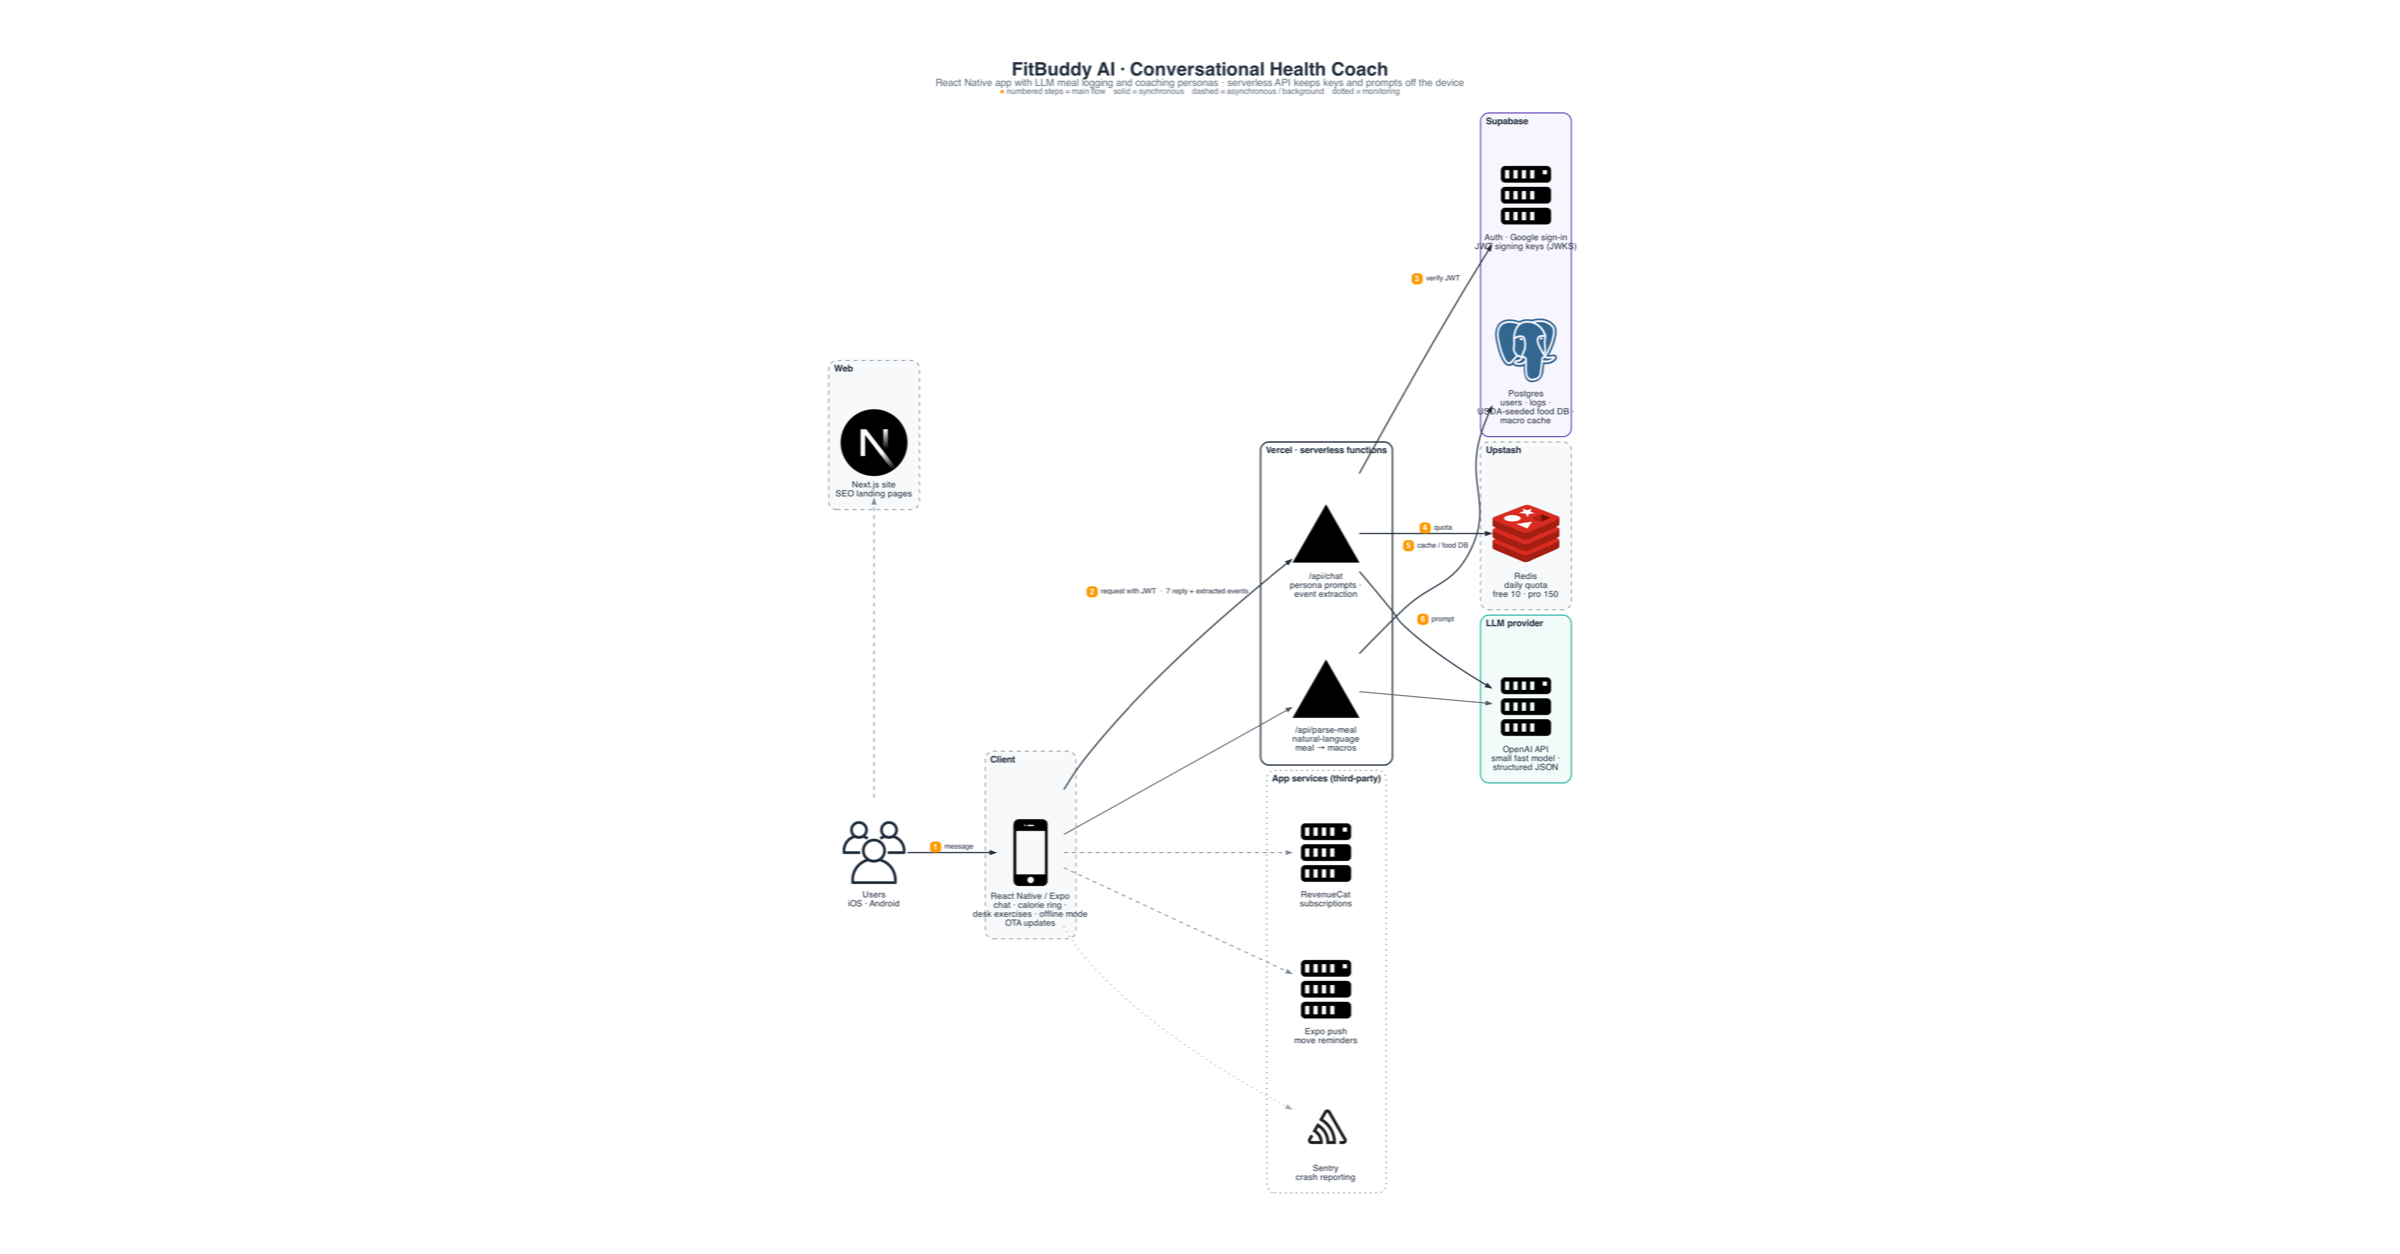 FitBuddy AI · Conversational Health Coach
React Native app with LLM meal logging and coaching personas · serverless API keeps keys and prompts off the device
numbered steps = main flow solid = synchronous dashed = asynchronous / background dotted = monitoring
Supabase
Auth · Google sign-in
JWT signing keys (JWKS)
3 verify JWT
Postgres
users · logs ·
USDA-seeded food DB ·
macro cache
Web
N
Next.js site
SEO landing pages
Vercel · serverless functions
/api/chat
persona prompts ·
event extraction
Upstash
4 quota
5 cache / food DB
Redis
daily quota
free 10 · pro 150
2 request with JWT · 7 reply + extracted events
6 prompt
LLM provider
OpenAI API
small fast model ·
structured JSON
/api/parse-meal
natural-language
meal → macros
Client
1 message
Users
iOS · Android
React Native / Expo
chat · calorie ring ·
desk exercises · offline mode
OTA updates
App services (third-party)
RevenueCat
subscriptions
Expo push
move reminders
Sentry
crash reporting